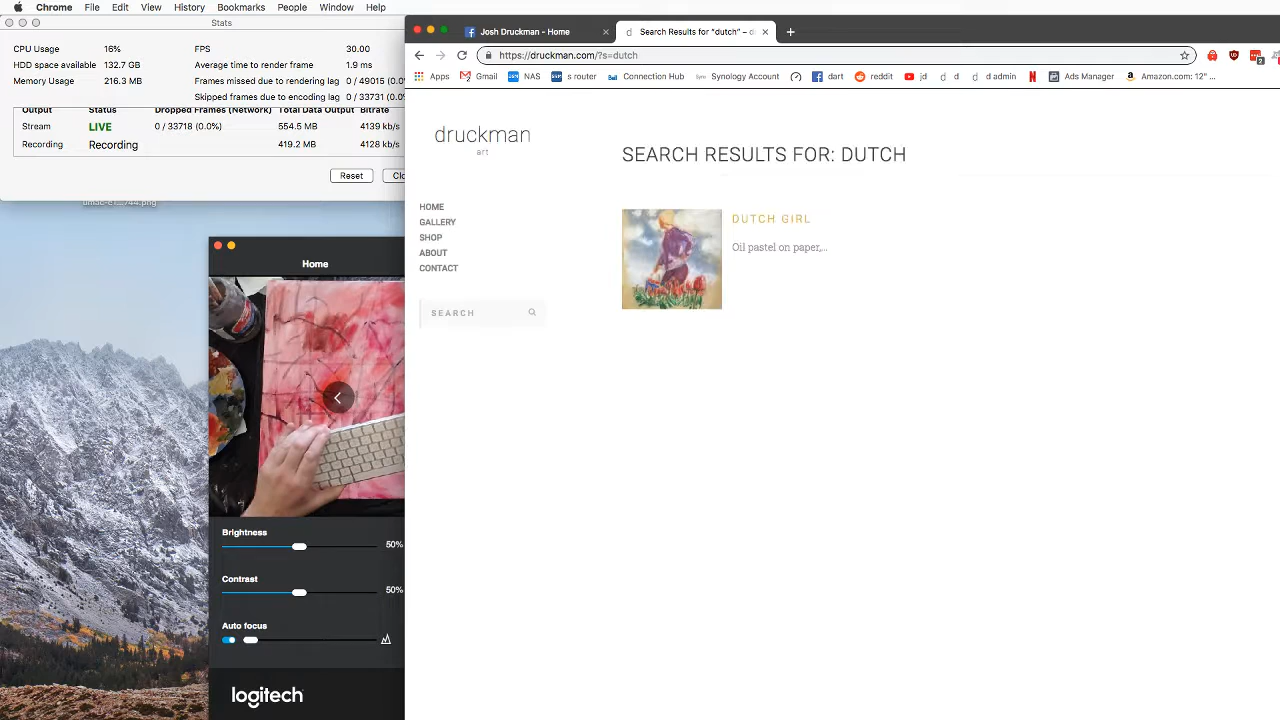 Chrome File Edit View History Bookmarks People Window Help
Stats
CPU Usage 16% FPS 30.00
HDD space available 132.7 GB Average time to render frame 1.9 ms
Memory Usage 216.3 MB Frames missed due to rendering lag 0 / 49015 (0.0%
Skipped frames due to encoding lag 0 / 33731 (0.0%
Output Status Dropped Frames (Network) Total Data Output Bitrate
Stream LIVE 0 / 33718 (0.0%) 554.5 MB 4139 kb/s
Recording Recording 419.2 MB 4128 kb/s
Reset Clo
Josh Druckman - Home
Search Results for "dutch" – d
https://druckman.com/?s=dutch
Apps Gmail NAS s router Connection Hub Synology Account dart reddit jd d d admin Ads Manager Amazon.com: 12" ...
druckman
art
HOME
GALLERY
SHOP
ABOUT
CONTACT
SEARCH
SEARCH RESULTS FOR: DUTCH
DUTCH GIRL
Oil pastel on paper,...
Home
Brightness
50%
Contrast
50%
Auto focus
logitech